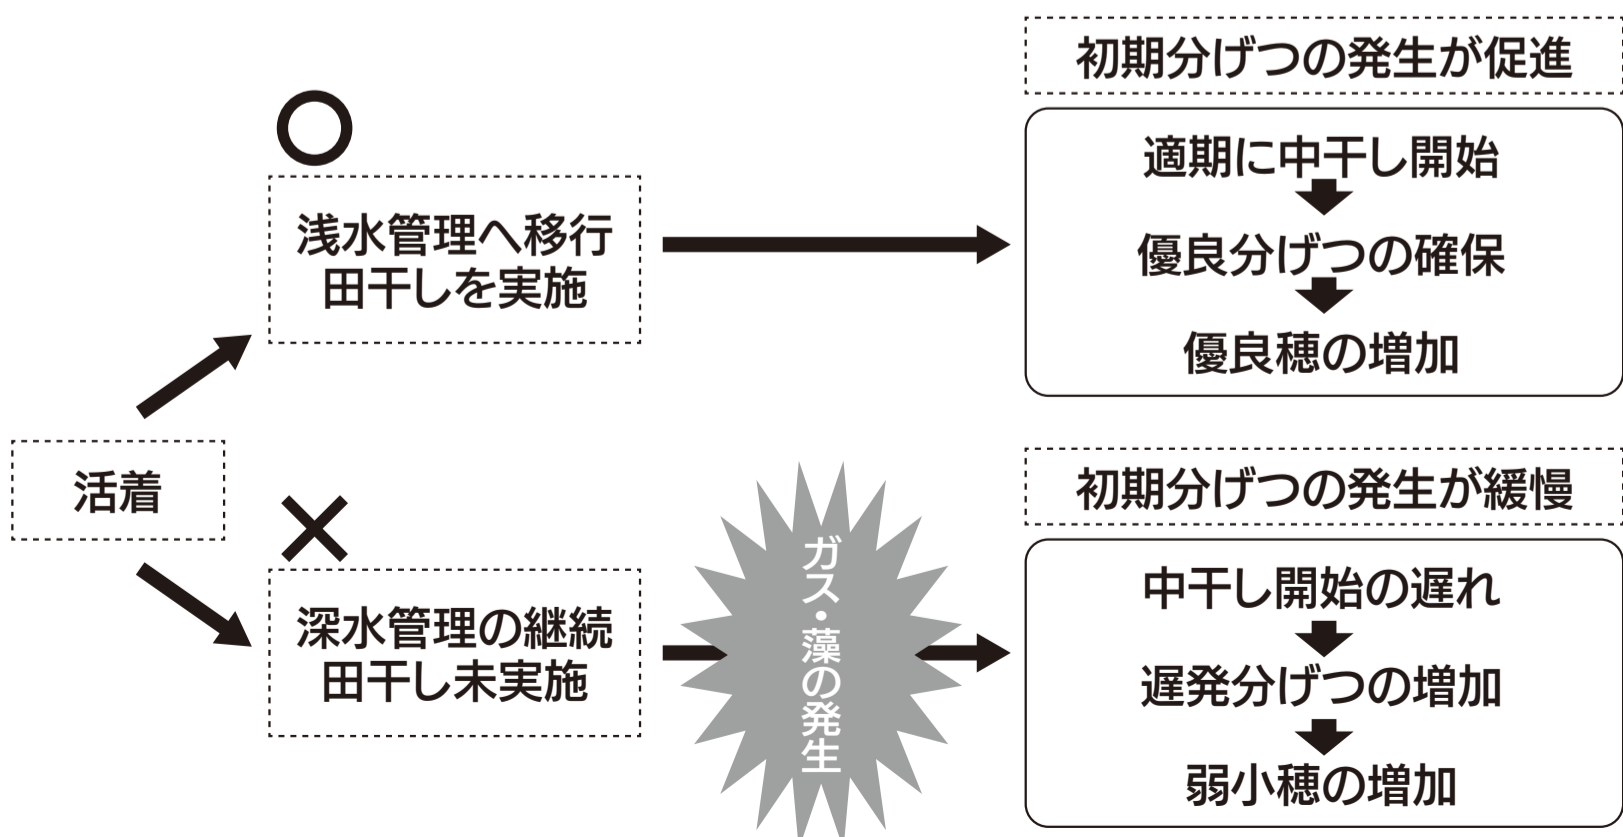 活着
○
浅水管理へ移行
田干しを実施
初期分げつの発生が促進
適期に中干し開始
優良分げつの確保
優良穂の増加
×
深水管理の継続
田干し未実施
ガス・藻の発生
初期分げつの発生が緩慢
中干し開始の遅れ
遅発分げつの増加
弱小穂の増加